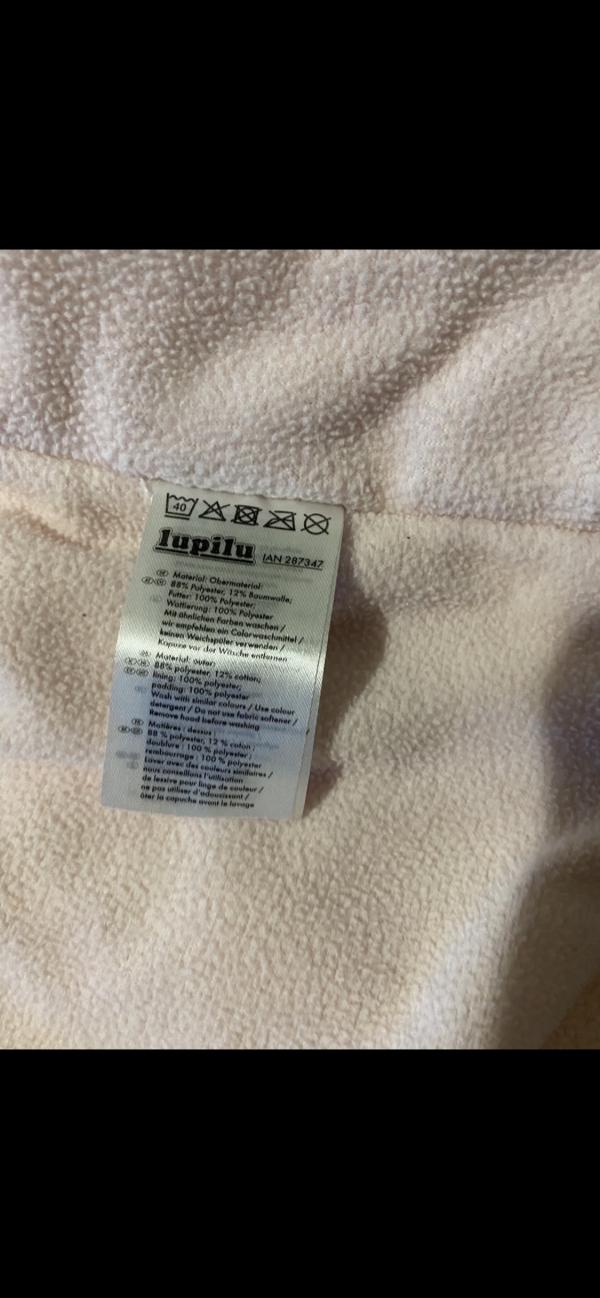 40
lupilu IAN 287347
Material: Obermaterial:
88% Polyester, 12% Baumwolle;
Futter: 100% Polyester;
Wattierung: 100% Polyester
Mit ähnlichen Farben waschen /
wir empfehlen ein Colorwaschmittel /
keinen Weichspüler verwenden /
Kapuze vor der Wäsche entfernen
Material: outer:
88% polyester, 12% cotton;
lining: 100% polyester;
padding: 100% polyester
Wash with similar colours / Use colour
detergent / Do not use fabric softener /
Remove hood before washing
Matières : dessus :
88 % polyester, 12 % coton ;
doublure : 100 % polyester ;
rembourrage : 100 % polyester
Laver avec des couleurs similaires /
nous conseillons l'utilisation
de lessive pour linge de couleur /
ne pas utiliser d'adoucissant /
ôter la capuche avant le lavage